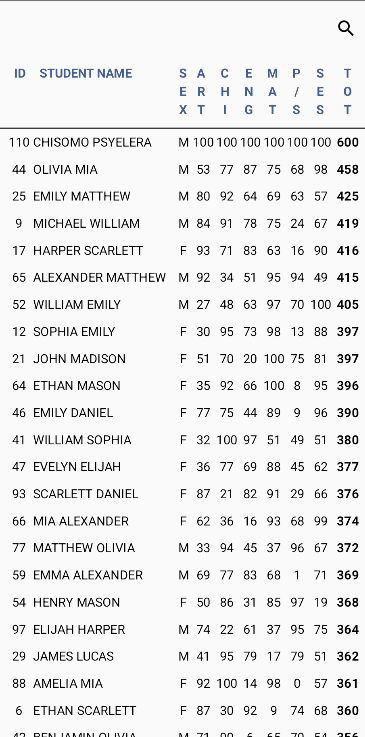 ID STUDENT NAME SEX ART CHI ENG MAT P/S SES TOT
110 CHISOMO PSYELERA M 100 100 100 100 100 100 600
44 OLIVIA MIA M 53 77 87 75 68 98 458
25 EMILY MATTHEW M 80 92 64 69 63 57 425
9 MICHAEL WILLIAM M 84 91 78 75 24 67 419
17 HARPER SCARLETT F 93 71 83 63 16 90 416
65 ALEXANDER MATTHEW M 92 34 51 95 94 49 415
52 WILLIAM EMILY M 27 48 63 97 70 100 405
12 SOPHIA EMILY F 30 95 73 98 13 88 397
21 JOHN MADISON F 51 70 20 100 75 81 397
64 ETHAN MASON F 35 92 66 100 8 95 396
46 EMILY DANIEL F 77 75 44 89 9 96 390
41 WILLIAM SOPHIA F 32 100 97 51 49 51 380
47 EVELYN ELIJAH F 36 77 69 88 45 62 377
93 SCARLETT DANIEL F 87 21 82 91 29 66 376
66 MIA ALEXANDER F 62 36 16 93 68 99 374
77 MATTHEW OLIVIA M 33 94 45 37 96 67 372
59 EMMA ALEXANDER M 69 77 83 68 1 71 369
54 HENRY MASON F 50 86 31 85 97 19 368
97 ELIJAH HARPER M 74 22 61 37 95 75 364
29 JAMES LUCAS M 41 95 79 17 79 51 362
88 AMELIA MIA F 92 100 14 98 0 57 361
6 ETHAN SCARLETT F 87 30 92 9 74 68 360
BENJAMIN OLIVIA M 71 90 6 65 70 54 356